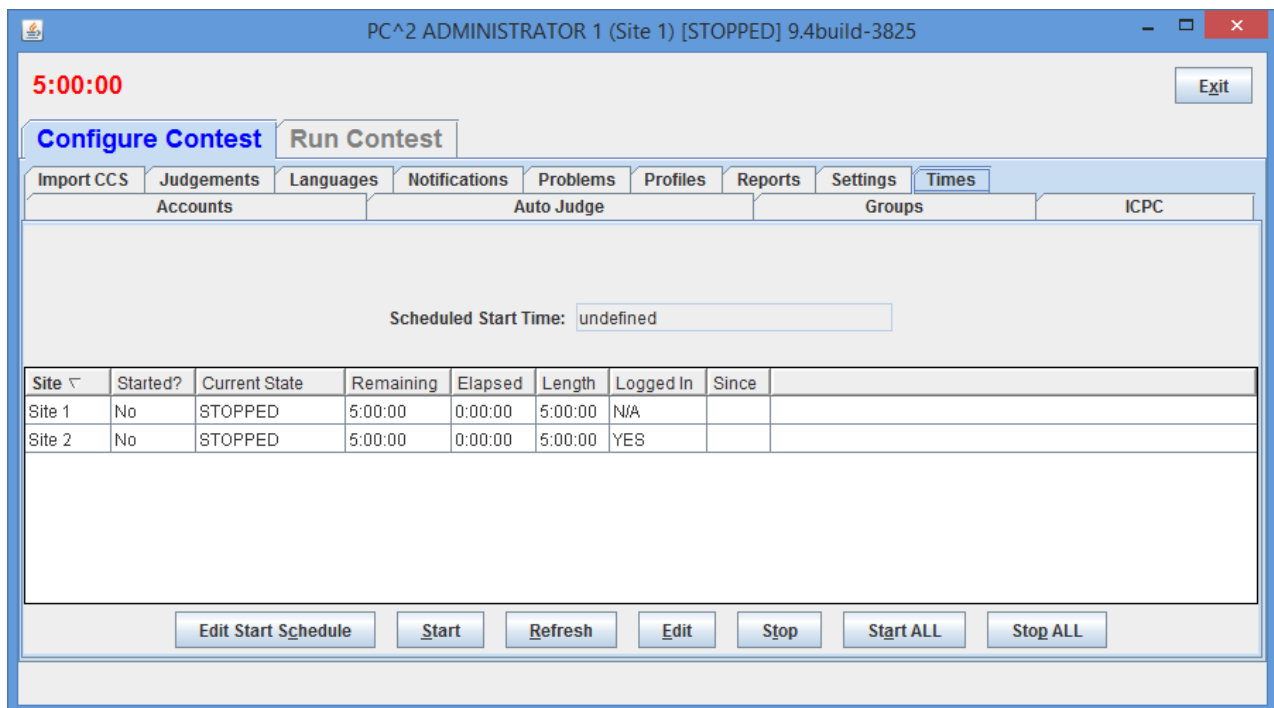 PC^2 ADMINISTRATOR 1 (Site 1) [STOPPED] 9.4build-3825
5:00:00
Exit
Configure Contest Run Contest
Import CCS Judgements Languages Notifications Problems Profiles Reports Settings Times
Accounts Auto Judge Groups ICPC
Scheduled Start Time: undefined
Site Started? Current State Remaining Elapsed Length Logged In Since
Site 1 No STOPPED 5:00:00 0:00:00 5:00:00 N/A
Site 2 No STOPPED 5:00:00 0:00:00 5:00:00 YES
Edit Start Schedule Start Refresh Edit Stop Start ALL Stop ALL